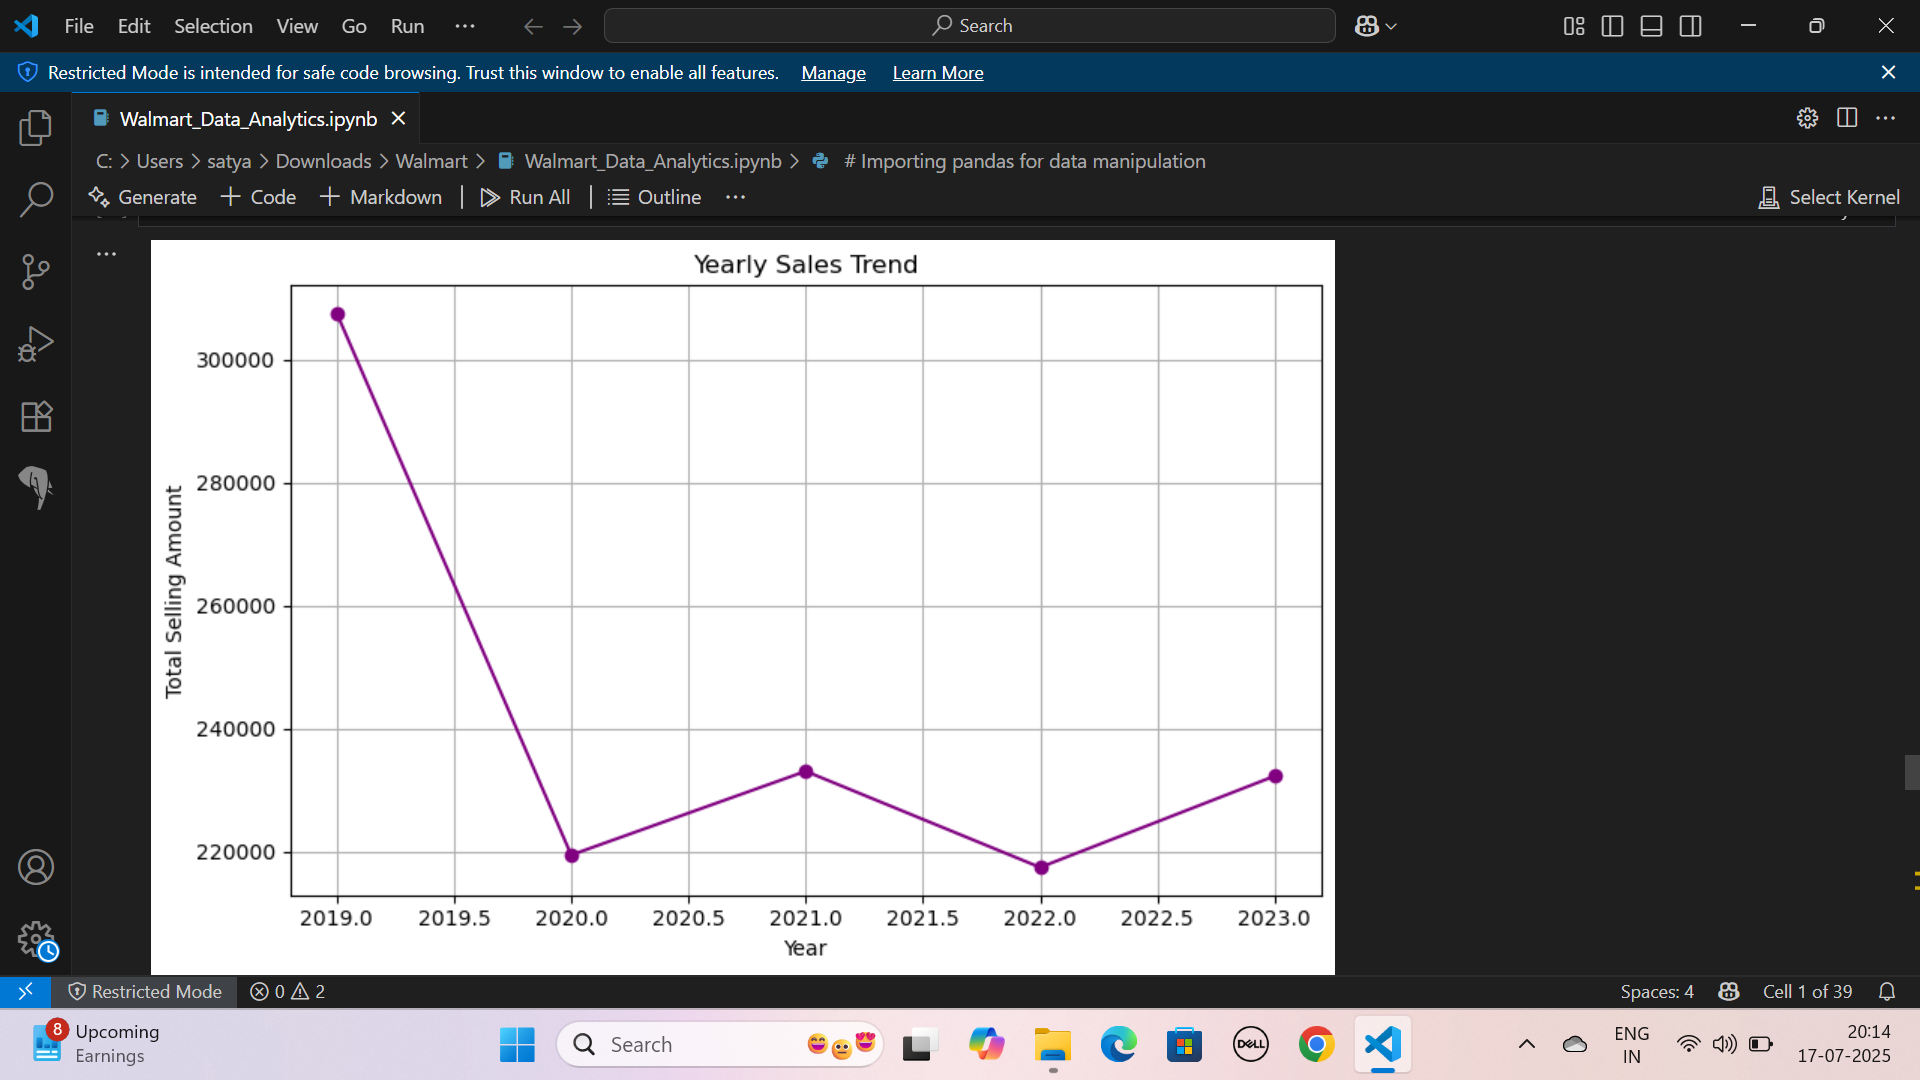 File Edit Selection View Go Run ··· Search
Restricted Mode is intended for safe code browsing. Trust this window to enable all features. Manage Learn More
Walmart_Data_Analytics.ipynb
C: > Users > satya > Downloads > Walmart > Walmart_Data_Analytics.ipynb > # Importing pandas for data manipulation
Generate + Code + Markdown Run All Outline ··· Select Kernel
Yearly Sales Trend
Total Selling Amount
300000
280000
260000
240000
220000
2019.0 2019.5 2020.0 2020.5 2021.0 2021.5 2022.0 2022.5 2023.0
Year
Restricted Mode 0 2 Spaces: 4 Cell 1 of 39
8 Upcoming
Earnings
Search
DELL
ENG
IN
20:14
17-07-2025